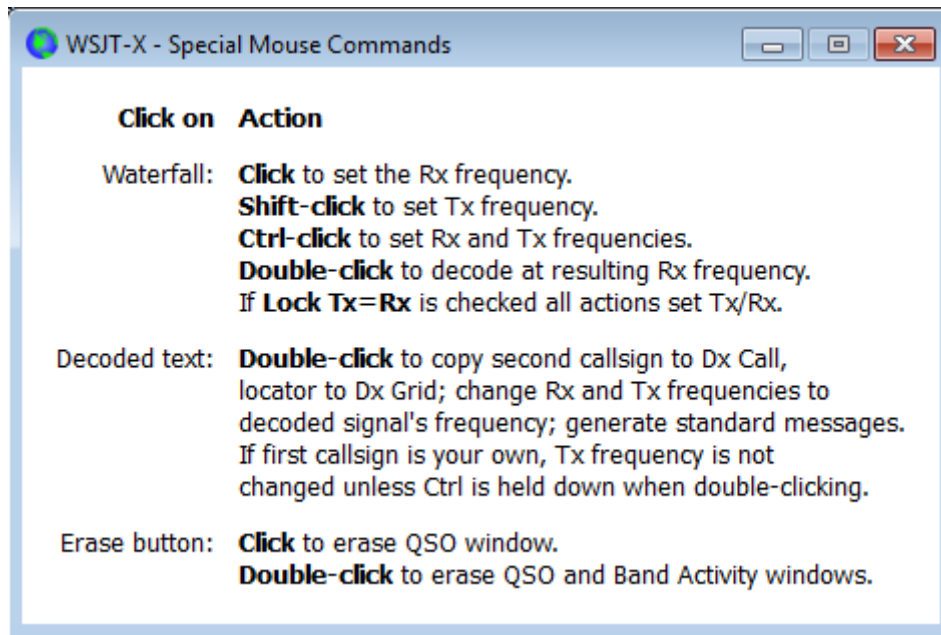 WSJT-X - Special Mouse Commands
Click on Action
Waterfall: Click to set the Rx frequency.
Shift-click to set Tx frequency.
Ctrl-click to set Rx and Tx frequencies.
Double-click to decode at resulting Rx frequency.
If Lock Tx=Rx is checked all actions set Tx/Rx.
Decoded text: Double-click to copy second callsign to Dx Call,
locator to Dx Grid; change Rx and Tx frequencies to
decoded signal's frequency; generate standard messages.
If first callsign is your own, Tx frequency is not
changed unless Ctrl is held down when double-clicking.
Erase button: Click to erase QSO window.
Double-click to erase QSO and Band Activity windows.